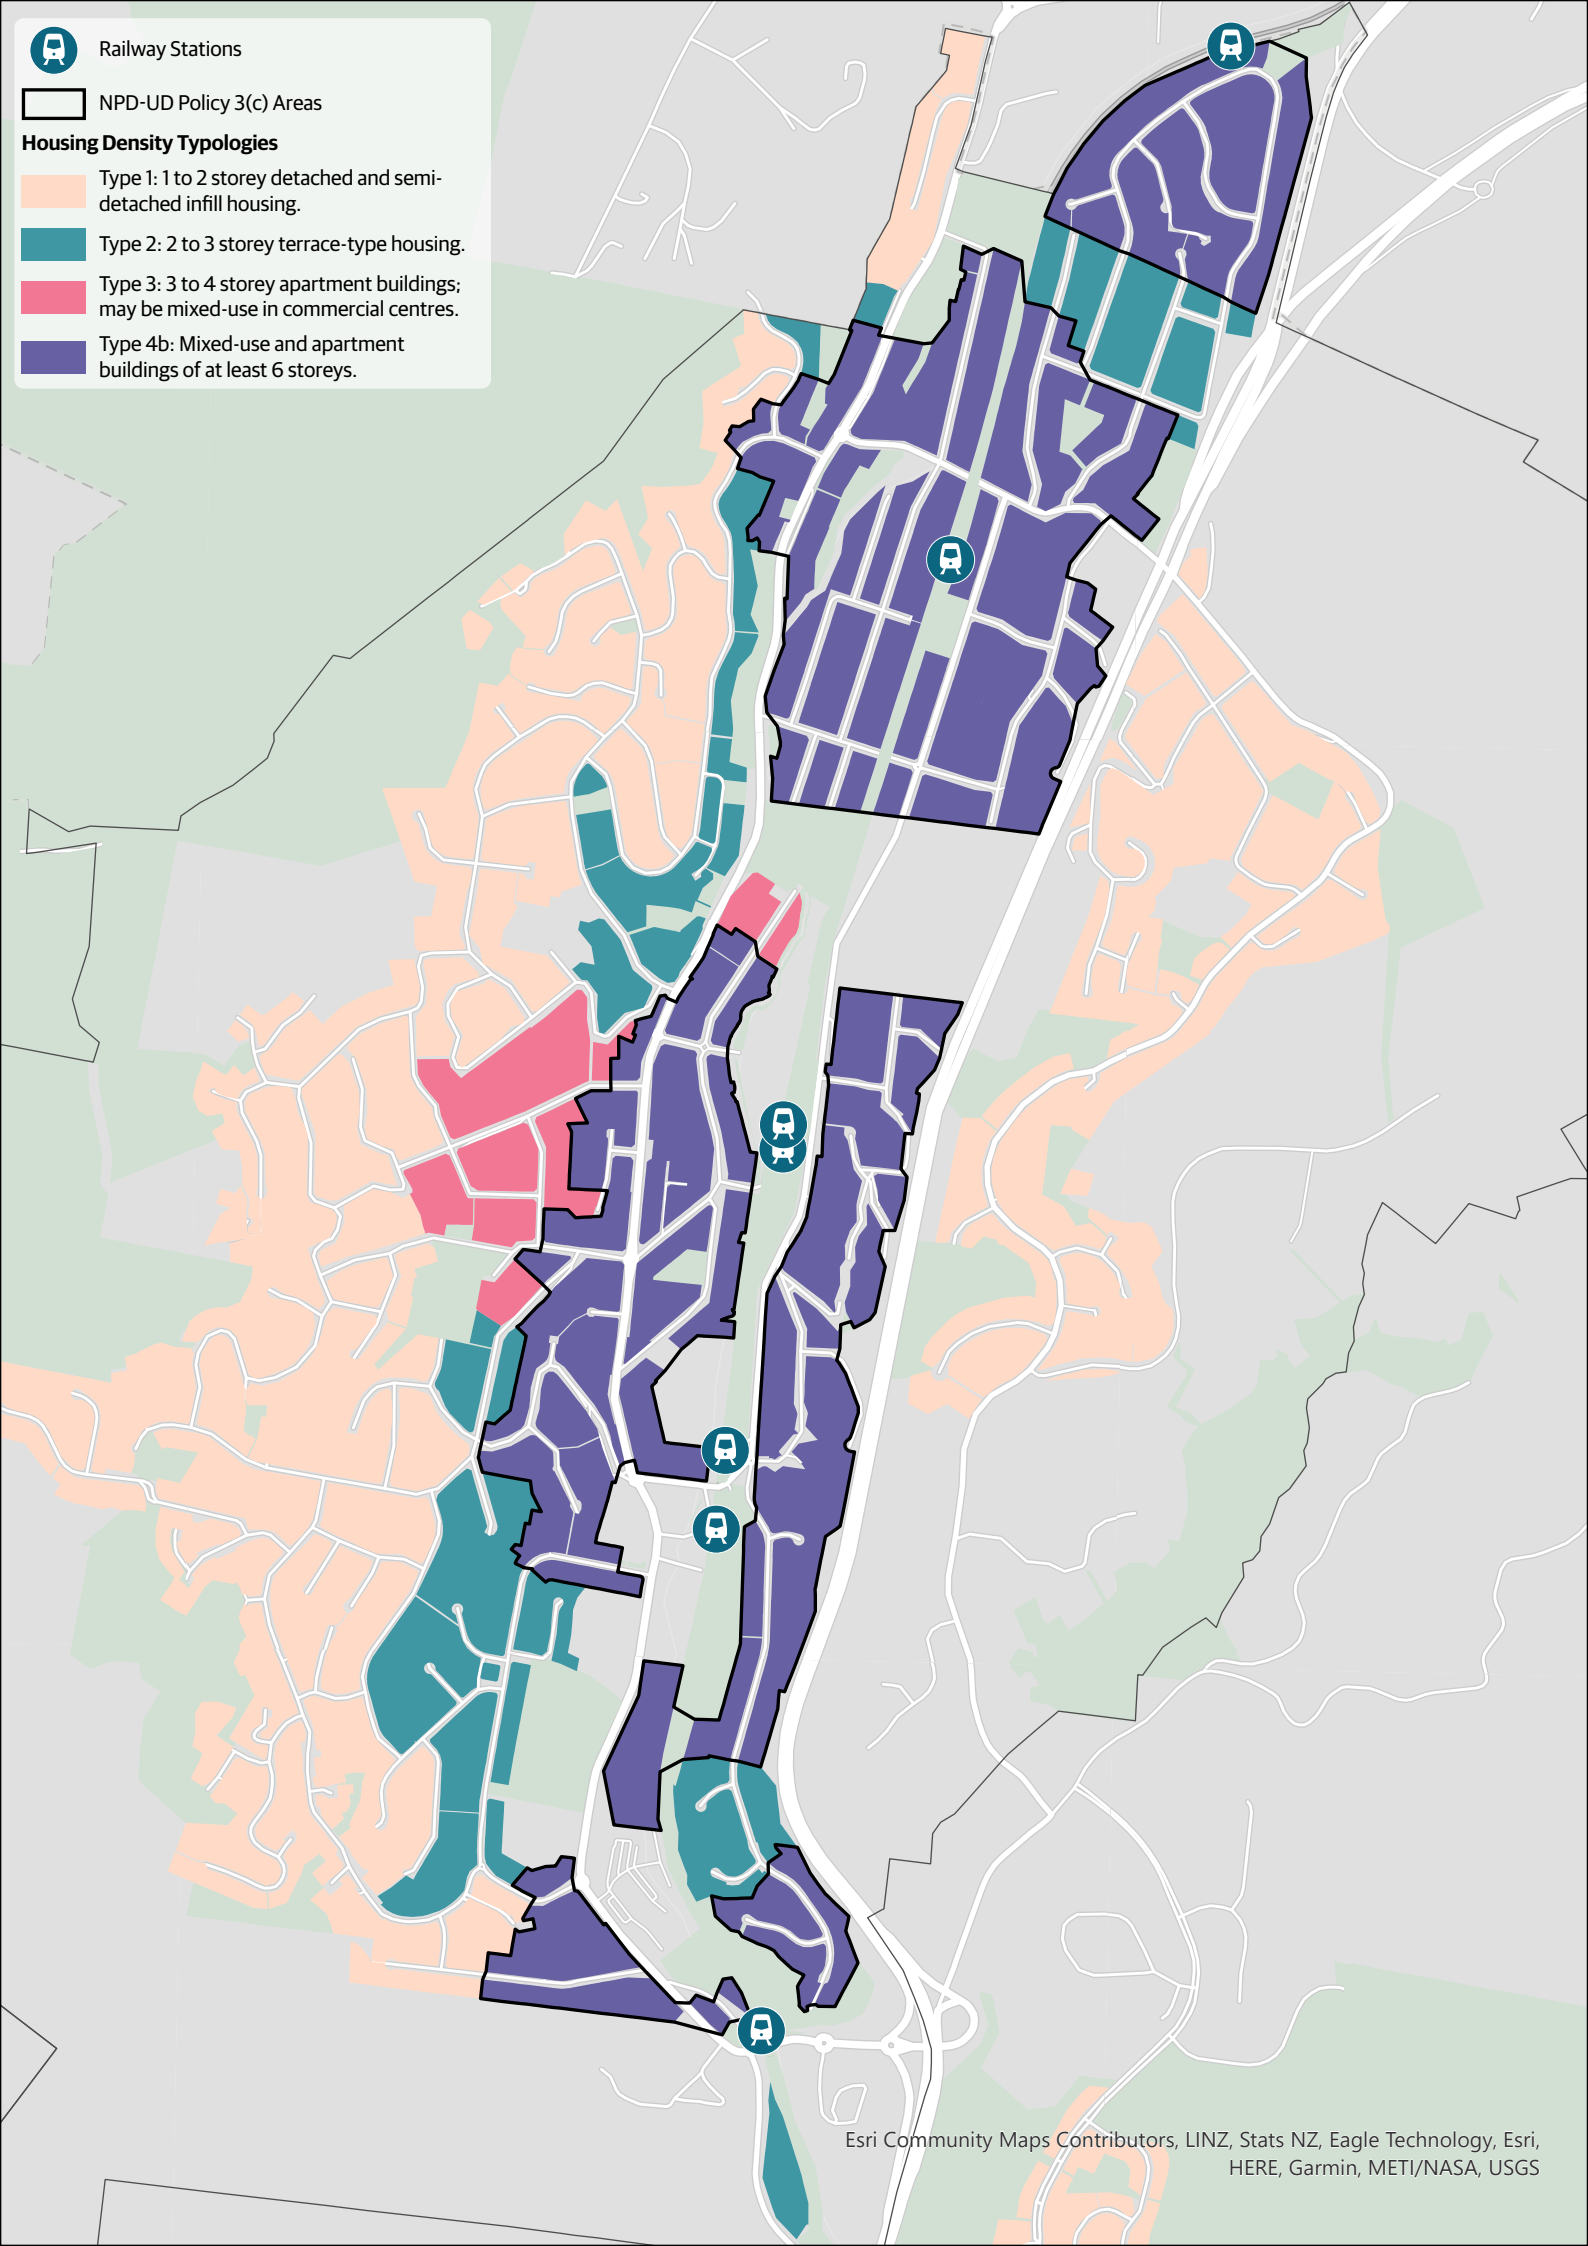 Railway Stations
NPD-UD Policy 3(c) Areas
Housing Density Typologies
Type 1: 1 to 2 storey detached and semi-
detached infill housing.
Type 2: 2 to 3 storey terrace-type housing.
Type 3: 3 to 4 storey apartment buildings;
may be mixed-use in commercial centres.
Type 4b: Mixed-use and apartment
buildings of at least 6 storeys.
Esri Community Maps Contributors, LINZ, Stats NZ, Eagle Technology, Esri,
HERE, Garmin, METI/NASA, USGS